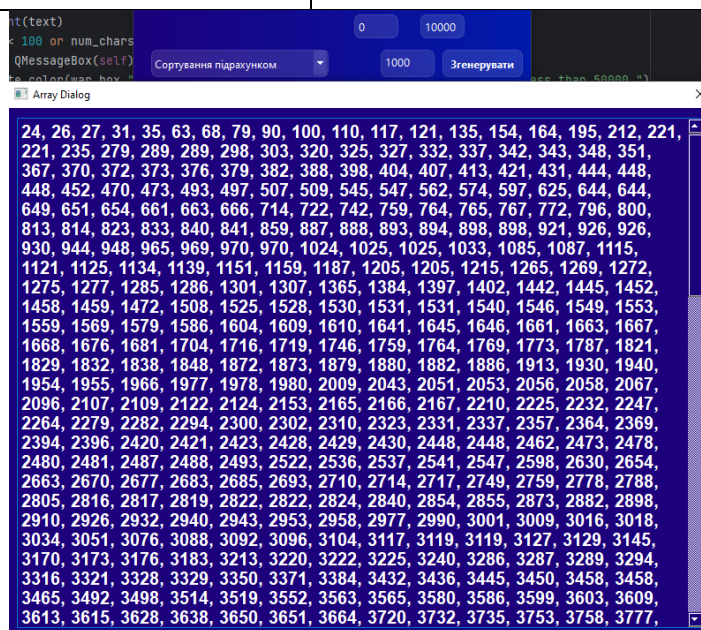 nt(text)
0 10000
< 100 or num_chars
QMessageBox(self)
Сортування підрахунком 1000 Згенерувати
te_color(war_box,"
ess than 50000.")
Array Dialog
24, 26, 27, 31, 35, 63, 68, 79, 90, 100, 110, 117, 121, 135, 154, 164, 195, 212, 221,
221, 235, 279, 289, 289, 298, 303, 320, 325, 327, 332, 337, 342, 343, 348, 351,
367, 370, 372, 373, 376, 379, 382, 388, 398, 404, 407, 413, 421, 431, 444, 448,
448, 452, 470, 473, 493, 497, 507, 509, 545, 547, 562, 574, 597, 625, 644, 644,
649, 651, 654, 661, 663, 666, 714, 722, 742, 759, 764, 765, 767, 772, 796, 800,
813, 814, 823, 833, 840, 841, 859, 887, 888, 893, 894, 898, 898, 921, 926, 926,
930, 944, 948, 965, 969, 970, 970, 1024, 1025, 1025, 1033, 1085, 1087, 1115,
1121, 1125, 1134, 1139, 1151, 1159, 1187, 1205, 1205, 1215, 1265, 1269, 1272,
1275, 1277, 1285, 1286, 1301, 1307, 1365, 1384, 1397, 1402, 1442, 1445, 1452,
1458, 1459, 1472, 1508, 1525, 1528, 1530, 1531, 1531, 1540, 1546, 1549, 1553,
1559, 1569, 1579, 1586, 1604, 1609, 1610, 1641, 1645, 1646, 1661, 1663, 1667,
1668, 1676, 1681, 1704, 1716, 1719, 1746, 1759, 1764, 1769, 1773, 1787, 1821,
1829, 1832, 1838, 1848, 1872, 1873, 1879, 1880, 1882, 1886, 1913, 1930, 1940,
1954, 1955, 1966, 1977, 1978, 1980, 2009, 2043, 2051, 2053, 2056, 2058, 2067,
2096, 2107, 2109, 2122, 2124, 2153, 2165, 2166, 2167, 2210, 2225, 2232, 2247,
2264, 2279, 2282, 2294, 2300, 2302, 2310, 2323, 2331, 2337, 2357, 2364, 2369,
2394, 2396, 2420, 2421, 2423, 2428, 2429, 2430, 2448, 2448, 2462, 2473, 2478,
2480, 2481, 2487, 2488, 2493, 2522, 2536, 2537, 2541, 2547, 2598, 2630, 2654,
2663, 2670, 2677, 2683, 2685, 2693, 2710, 2714, 2717, 2749, 2759, 2778, 2788,
2805, 2816, 2817, 2819, 2822, 2822, 2824, 2840, 2854, 2855, 2873, 2882, 2898,
2910, 2926, 2932, 2940, 2943, 2953, 2958, 2977, 2990, 3001, 3009, 3016, 3018,
3034, 3051, 3076, 3088, 3092, 3096, 3104, 3117, 3119, 3119, 3127, 3129, 3145,
3170, 3173, 3176, 3183, 3213, 3220, 3222, 3225, 3240, 3286, 3287, 3289, 3294,
3316, 3321, 3328, 3329, 3350, 3371, 3384, 3432, 3436, 3445, 3450, 3458, 3458,
3465, 3492, 3498, 3514, 3519, 3552, 3563, 3565, 3580, 3586, 3599, 3603, 3609,
3613, 3615, 3628, 3638, 3650, 3651, 3664, 3720, 3732, 3735, 3753, 3758, 3777,